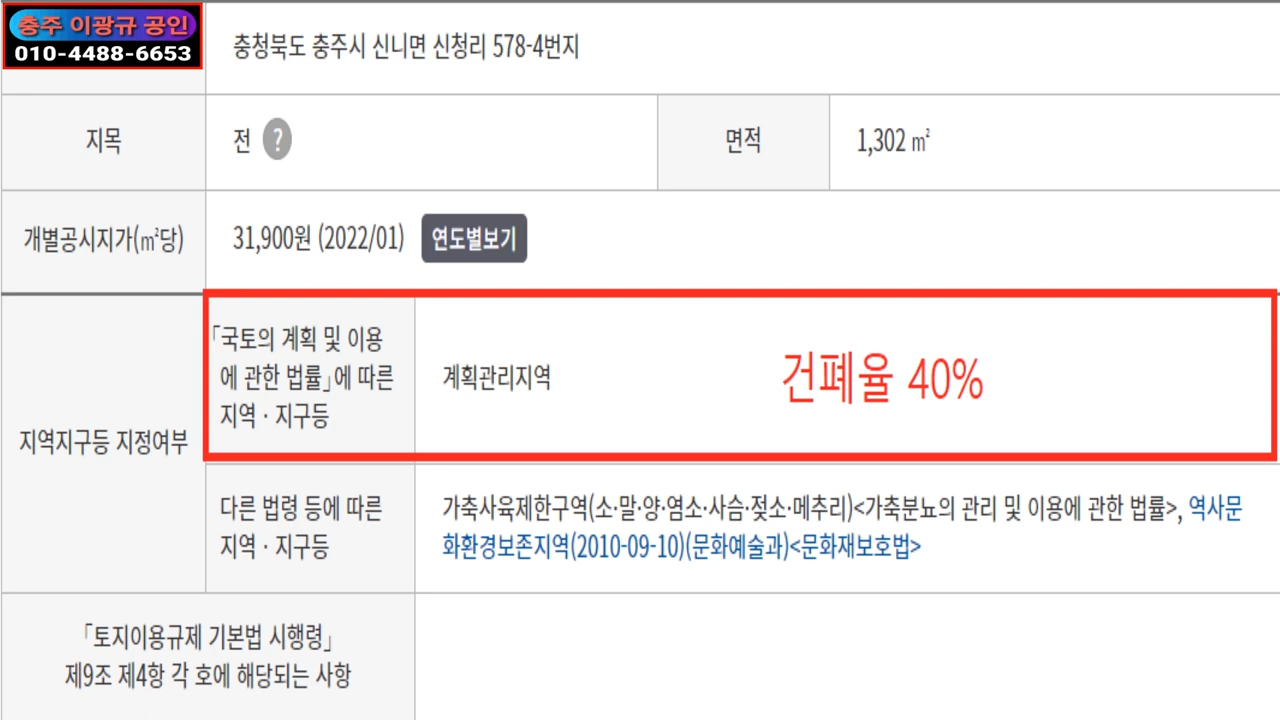 충주 이광규 공인
010-4488-6653
충청북도 충주시 신니면 신청리 578-4번지
지목
전 ?
면적
1,302 ㎡
개별공시지가(㎡당)
31,900원 (2022/01)
연도별보기
지역지구등 지정여부
「국토의 계획 및 이용
에 관한 법률」에 따른
지역 · 지구등
계획관리지역
건폐율 40%
다른 법령 등에 따른
지역 · 지구등
가축사육제한구역(소·말·양·염소·사슴·젖소·메추리)<가축분뇨의 관리 및 이용에 관한 법률>, 역사문
화환경보존지역(2010-09-10)(문화예술과)<문화재보호법>
「토지이용규제 기본법 시행령」
제9조 제4항 각 호에 해당되는 사항